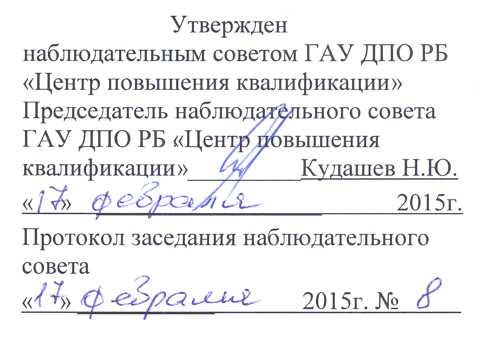 Утвержден
наблюдательным советом ГАУ ДПО РБ
«Центр повышения квалификации»
Председатель наблюдательного совета
ГАУ ДПО РБ «Центр повышения
квалификации»_________Кудашев Н.Ю.
«17» февраля 2015г.
Протокол заседания наблюдательного
совета
«17» февраля 2015г. № 8